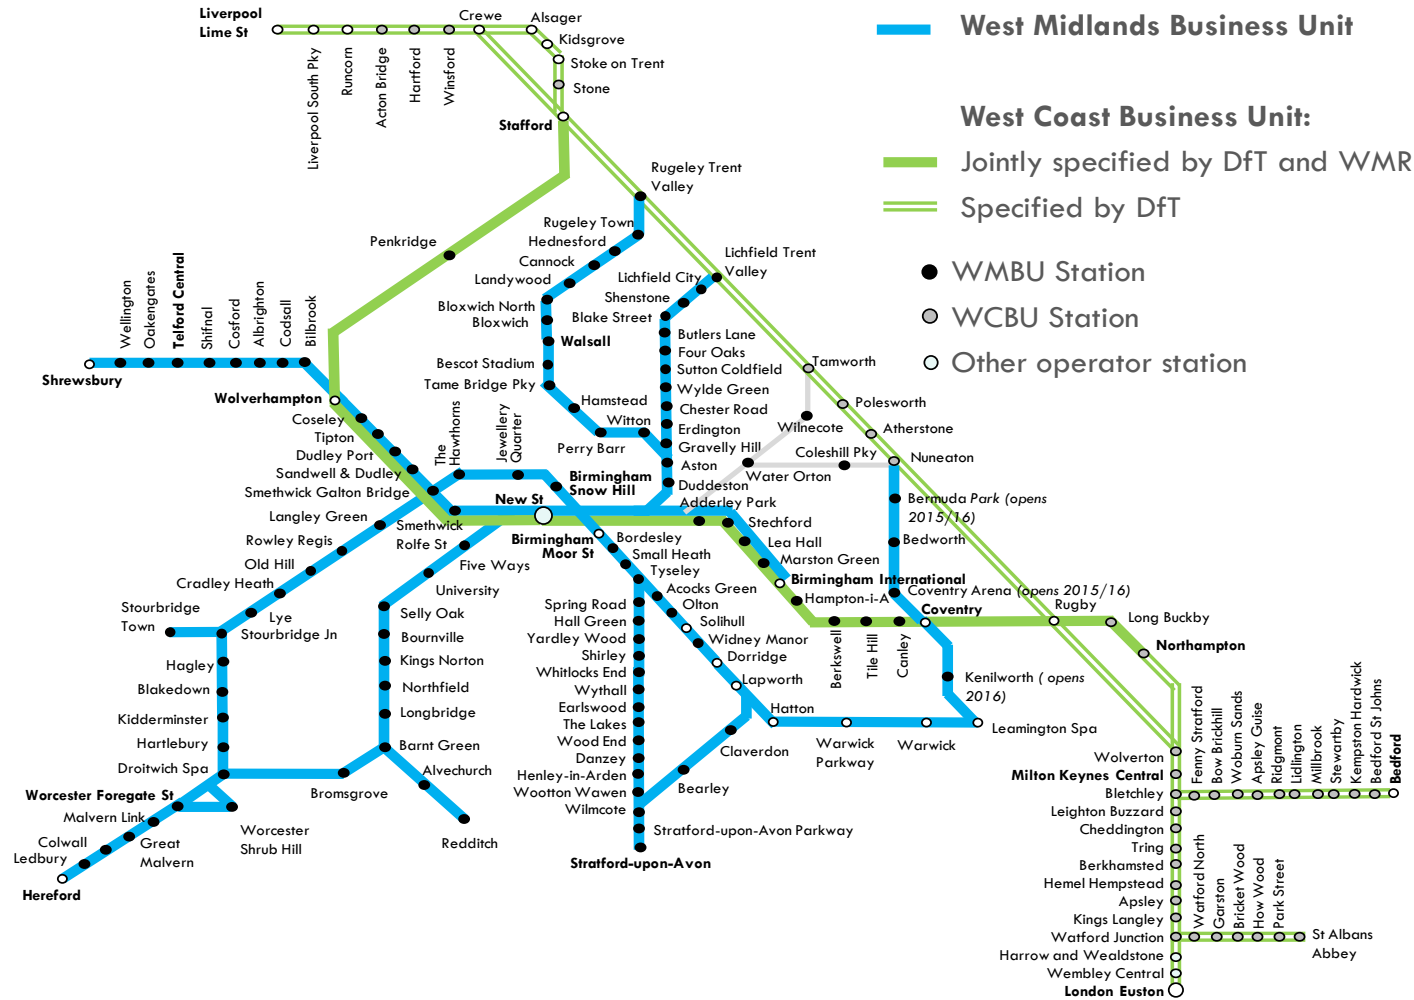 Liverpool
Lime St
Crewe
Alsager
Kidsgrove
Stoke on Trent
Stone
Stafford
Liverpool South Pky
Runcorn
Acton Bridge
Hartford
Winsford
West Midlands Business Unit
West Coast Business Unit:
Jointly specified by DfT and WMR
Specified by DfT
WMBU Station
WCBU Station
Other operator station
Rugeley Trent
Valley
Rugeley Town
Hednesford
Cannock
Landywood
Bloxwich North
Bloxwich
Walsall
Bescot Stadium
Tame Bridge Pky
Hamstead
Witton
Perry Barr
Penkridge
Lichfield Trent
Valley
Lichfield City
Shenstone
Blake Street
Butlers Lane
Four Oaks
Sutton Coldfield
Wylde Green
Chester Road
Erdington
Gravelly Hill
Aston
Duddeston
Wellington
Oakengates
Telford Central
Shifnal
Cosford
Albrighton
Codsall
Bilbrook
Shrewsbury
Wolverhampton
Coseley
Tipton
Dudley Port
Sandwell & Dudley
Smethwick Galton Bridge
The
Hawthorns
Jewellery
Quarter
Birmingham
Snow Hill
New St
Langley Green
Rowley Regis
Old Hill
Cradley Heath
Lye
Stourbridge
Town
Stourbridge Jn
Smethwick
Rolfe St
Five Ways
University
Selly Oak
Bournville
Kings Norton
Northfield
Longbridge
Barnt Green
Alvechurch
Redditch
Hagley
Blakedown
Kidderminster
Hartlebury
Droitwich Spa
Bromsgrove
Worcester Foregate St
Worcester
Shrub Hill
Malvern Link
Great
Malvern
Colwall
Ledbury
Hereford
Birmingham
Moor St
Bordesley
Small Heath
Tyseley
Acocks Green
Olton
Solihull
Widney Manor
Dorridge
Lapworth
Hatton
Warwick
Parkway
Warwick
Leamington Spa
Claverdon
Bearley
Spring Road
Hall Green
Yardley Wood
Shirley
Whitlocks End
Wythall
Earlswood
The Lakes
Wood End
Danzey
Henley-in-Arden
Wootton Wawen
Wilmcote
Stratford-upon-Avon Parkway
Stratford-upon-Avon
Adderley Park
Stechford
Lea Hall
Marston Green
Birmingham International
Hampton-i-A
Berkswell
Tile Hill
Canley
Coventry
Tamworth
Polesworth
Atherstone
Nuneaton
Wilnecote
Coleshill Pky
Water Orton
Bermuda Park (opens
2015/16)
Bedworth
Coventry Arena (opens 2015/16)
Kenilworth ( opens
2016)
Rugby
Long Buckby
Northampton
Wolverton
Milton Keynes Central
Bletchley
Fenny Stratford
Bow Brickhill
Woburn Sands
Apsley Guise
Ridgmont
Lidlington
Millbrook
Stewartby
Kempston Hardwick
Bedford St Johns
Bedford
Leighton Buzzard
Cheddington
Tring
Berkhamsted
Hemel Hempstead
Apsley
Kings Langley
Watford Junction
Watford North
Garston
Bricket Wood
How Wood
Park Street
St Albans
Abbey
Harrow and Wealdstone
Wembley Central
London Euston